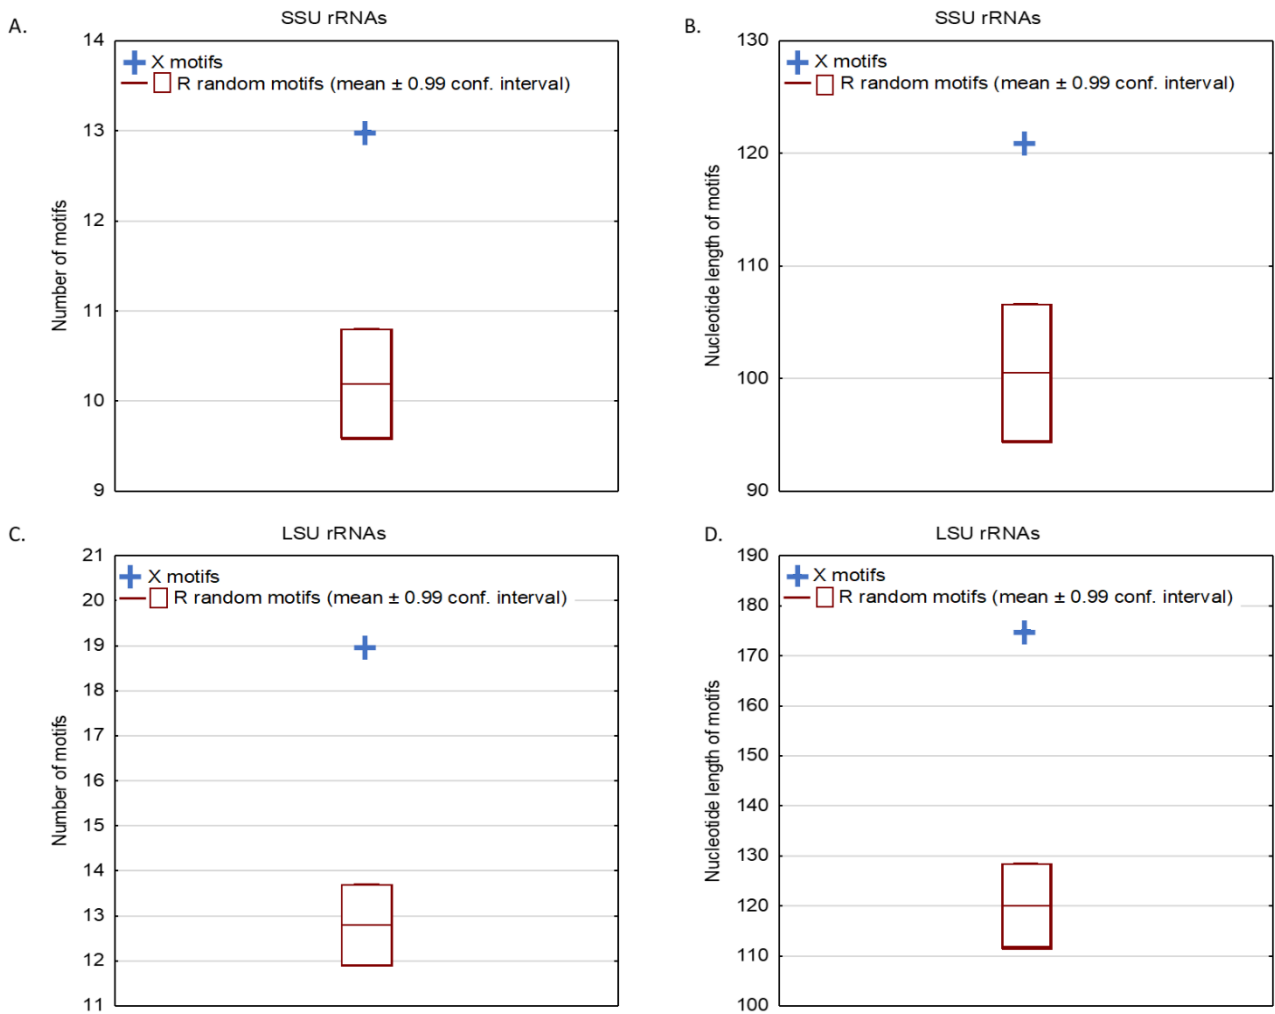 A.
SSU rRNAs
14
13
12
11
10
9
Number of motifs
X motifs
R random motifs (mean ± 0.99 conf. interval)
B.
SSU rRNAs
130
120
110
100
90
Nucleotide length of motifs
X motifs
R random motifs (mean ± 0.99 conf. interval)
C.
LSU rRNAs
21
20
19
18
17
16
15
14
13
12
11
Number of motifs
X motifs
R random motifs (mean ± 0.99 conf. interval)
D.
LSU rRNAs
190
180
170
160
150
140
130
120
110
100
Nucleotide length of motifs
X motifs
R random motifs (mean ± 0.99 conf. interval)